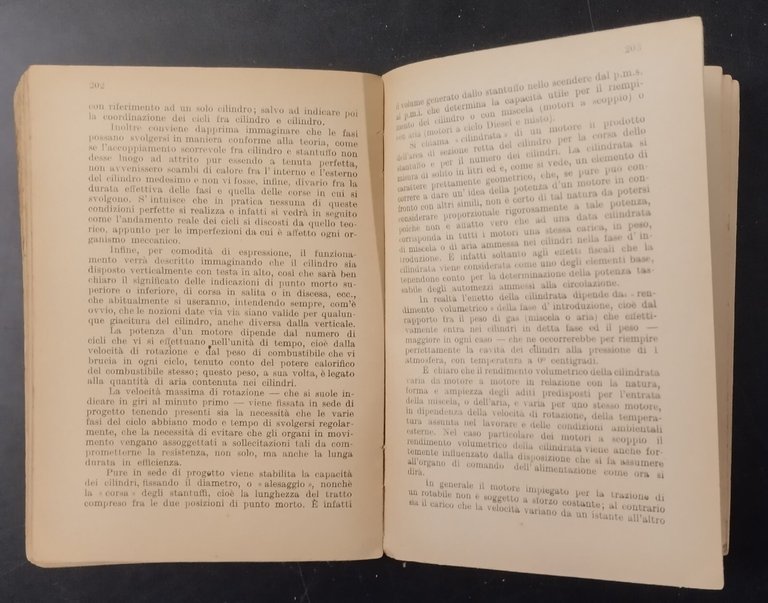 202
con riferimento ad un solo cilindro; salvo ad indicare poi
la coordinazione dei cicli fra cilindro e cilindro.
Inoltre conviene dapprima immaginare che le fasi
possano svolgersi in maniera conforme alla teoria, come
se l'accoppiamento scorrevole fra cilindro e stantuffo non
desse luogo ad attrito pur essendo a tenuta perfetta,
non avvenissero scambi di calore fra l'interno e l'esterno
del cilindro medesimo e non vi fosse, infine, divario fra la
durata effettiva delle fasi e quella delle corse in cui si
svolgono. S'intuisce che in pratica nessuna di queste
condizioni perfette si realizza e infatti si vedrà in seguito
come l'andamento reale dei cicli si discosti da quello teo-
rico, appunto per le imperfezioni da cui è affetto ogni or-
ganismo meccanico.
Infine, per comodità di espressione, il funziona-
mento verrà descritto immaginando che il cilindro sia
disposto verticalmente con testa in alto, così che sarà ben
chiaro il significato delle indicazioni di punto morto su-
periore o inferiore, di corsa in salita o in discesa, ecc.,
che abitualmente si useranno, intendendo sempre, com'è
ovvio, che le nozioni date via via siano valide per qualun-
que giacitura del cilindro, anche diversa dalla verticale.
La potenza d'un motore dipende dal numero di
cicli che vi si effettuano nell'unità di tempo, cioè dalla
velocità di rotazione e dal peso di combustibile che vi
brucia in ogni ciclo, tenuto conto del potere calorifico
del combustibile stesso; questo peso, a sua volta, è legato
alla quantità di aria contenuta nei cilindri.
La velocità massima di rotazione — che si suole in-
dicare in giri al minuto primo — viene fissata in sede di
progetto tenendo presenti sia la necessità che le varie
fasi del ciclo abbiano modo e tempo di svolgersi regolar-
mente, che la necessità di evitare che gli organi in movi-
mento vengano assoggettati a sollecitazioni tali da com-
promettterne la resistenza, non solo, ma anche la lunga
durata in efficienza.
Pure in sede di progetto viene stabilita la capacità
dei cilindri, fissando il diametro, o «alesaggio», nonchè
la «corsa» degli stantuffi, cioè la lunghezza del tratto
compreso fra le due posizioni di punto morto. È infatti
203
il volume generato dallo stantuffo nello scendere dal p.m.s.
al p.m.i. che determina la capacità utile per il riempi-
mento del cilindro o con miscela (motori a scoppio) o
con aria (motori a ciclo Diesel e misto).
Si chiama «cilindrata» di un motore il prodotto
dell'area di sezione retta del cilindro per la corsa dello
stantuffo e per il numero dei cilindri. La cilindrata si
misura di solito in litri ed è, come si vede, un elemento di
carattere prettamente geometrico, che, se pure può con-
correre a dare un'idea della potenza d'un motore in con-
fronto con altri simili, non è certo di tal natura da potersi
considerare proporzionale rigorosamente a tale potenza,
poichè non è affatto vero che ad una data cilindrata
corrisponda in tutti i motori una stessa carica, in peso,
di miscela o di aria ammessa nei cilindri nella fase d'in-
troduzione. È infatti soltanto agli effetti fiscali che la
cilindrata viene considerata come uno degli elementi base,
tenendone conto per la determinazione della potenza tas-
sabile degli automezzi ammessi alla circolazione.
In realtà l'effetto della cilindrata dipende dal «ren-
dimento volumetrico» della fase d'introduzione, cioè dal
rapporto fra il peso di gas (miscela o aria) che effetti-
vamente entra nei cilindri in detta fase ed il peso —
maggiore in ogni caso — che ne occorrerebbe per riempire
perfettamente la cavità dei cilindri alla pressione di 1
atmosfera, con temperatura a 0° centigradi.
È chiaro che il rendimento volumetrico della cilindrata
varia da motore a motore in relazione con la natura,
forma e ampiezza degli aditi predisposti per l'entrata
della miscela, o dell'aria, e varia per uno stesso motore,
in dipendenza della velocità di rotazione, della tempera-
tura assunta nel lavorare e delle condizioni ambientali
esterne. Nel caso particolare dei motori a scoppio il
rendimento volumetrico della cilindrata viene anche for-
temente influenzato dalla disposizione che si fa assumere
all'organo di comando dell'alimentazione come ora si
dirà.
In generale il motore impiegato per la trazione di
un rotabile non è soggetto a sforzo costante; al contrario
sia il carico che la velocità variano da un istante all'altro